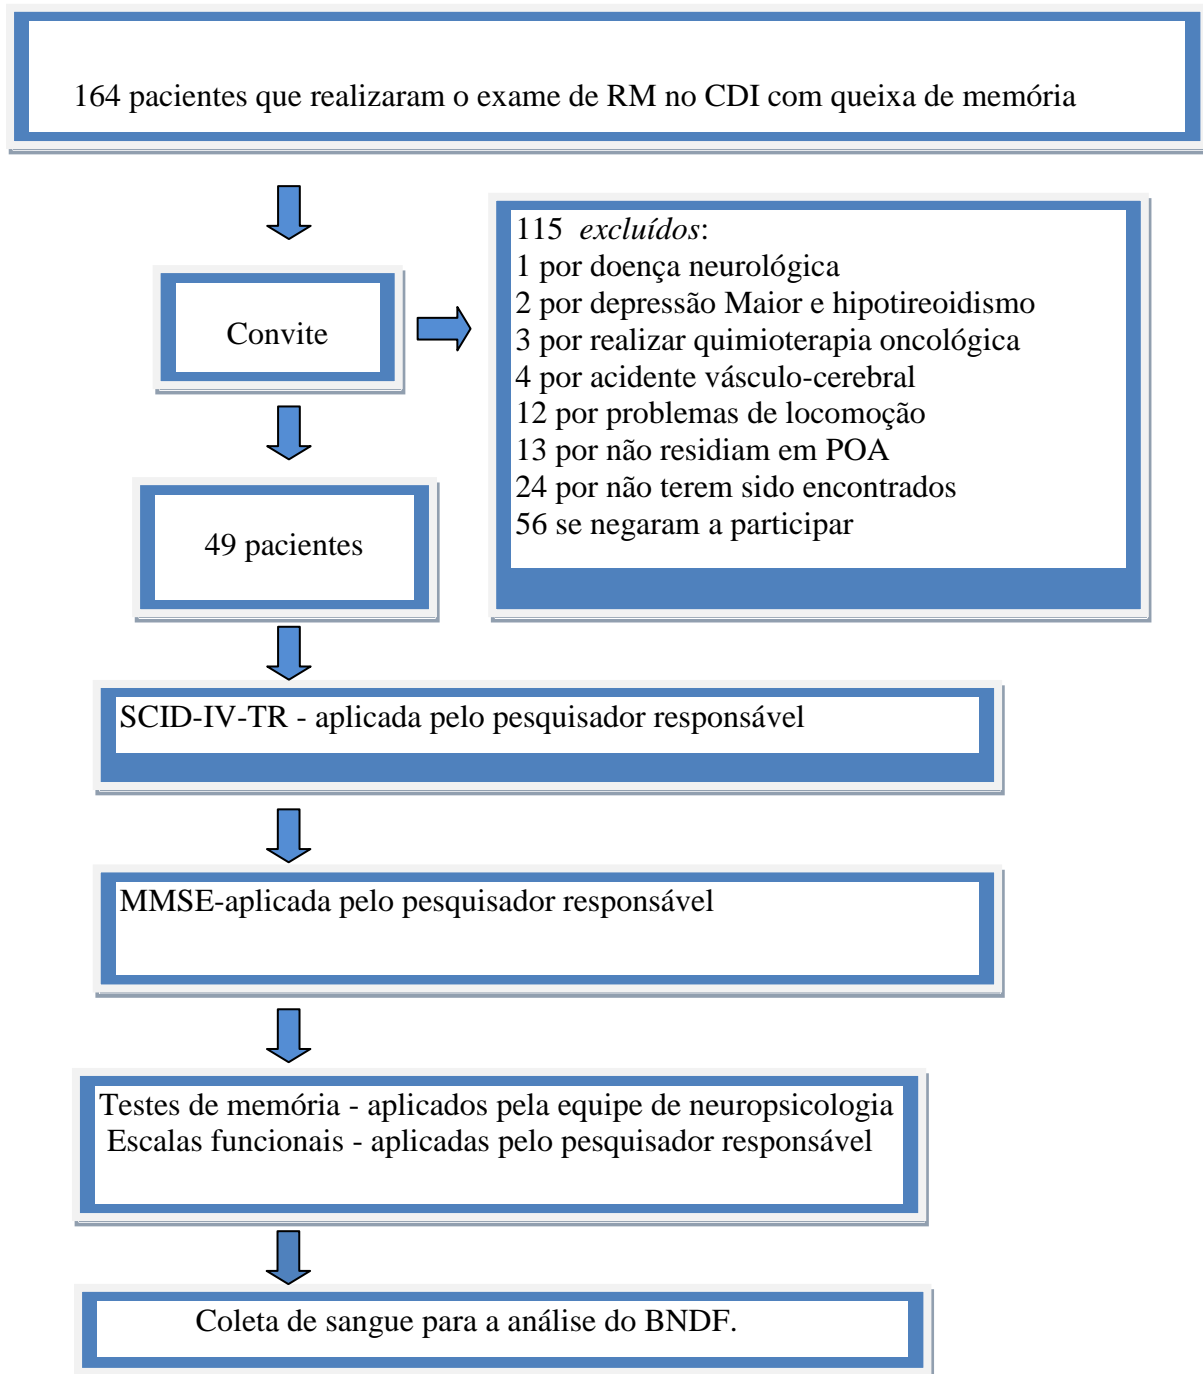 164 pacientes que realizaram o exame de RM no CDI com queixa de memória
Convite
115 excluídos:
1 por doença neurológica
2 por depressão Maior e hipotireoidismo
3 por realizar quimioterapia oncológica
4 por acidente vásculo-cerebral
12 por problemas de locomoção
13 por não residiam em POA
24 por não terem sido encontrados
56 se negaram a participar
49 pacientes
SCID-IV-TR - aplicada pelo pesquisador responsável
MMSE-aplicada pelo pesquisador responsável
Testes de memória - aplicados pela equipe de neuropsicologia
Escalas funcionais - aplicadas pelo pesquisador responsável
Coleta de sangue para a análise do BNDF.